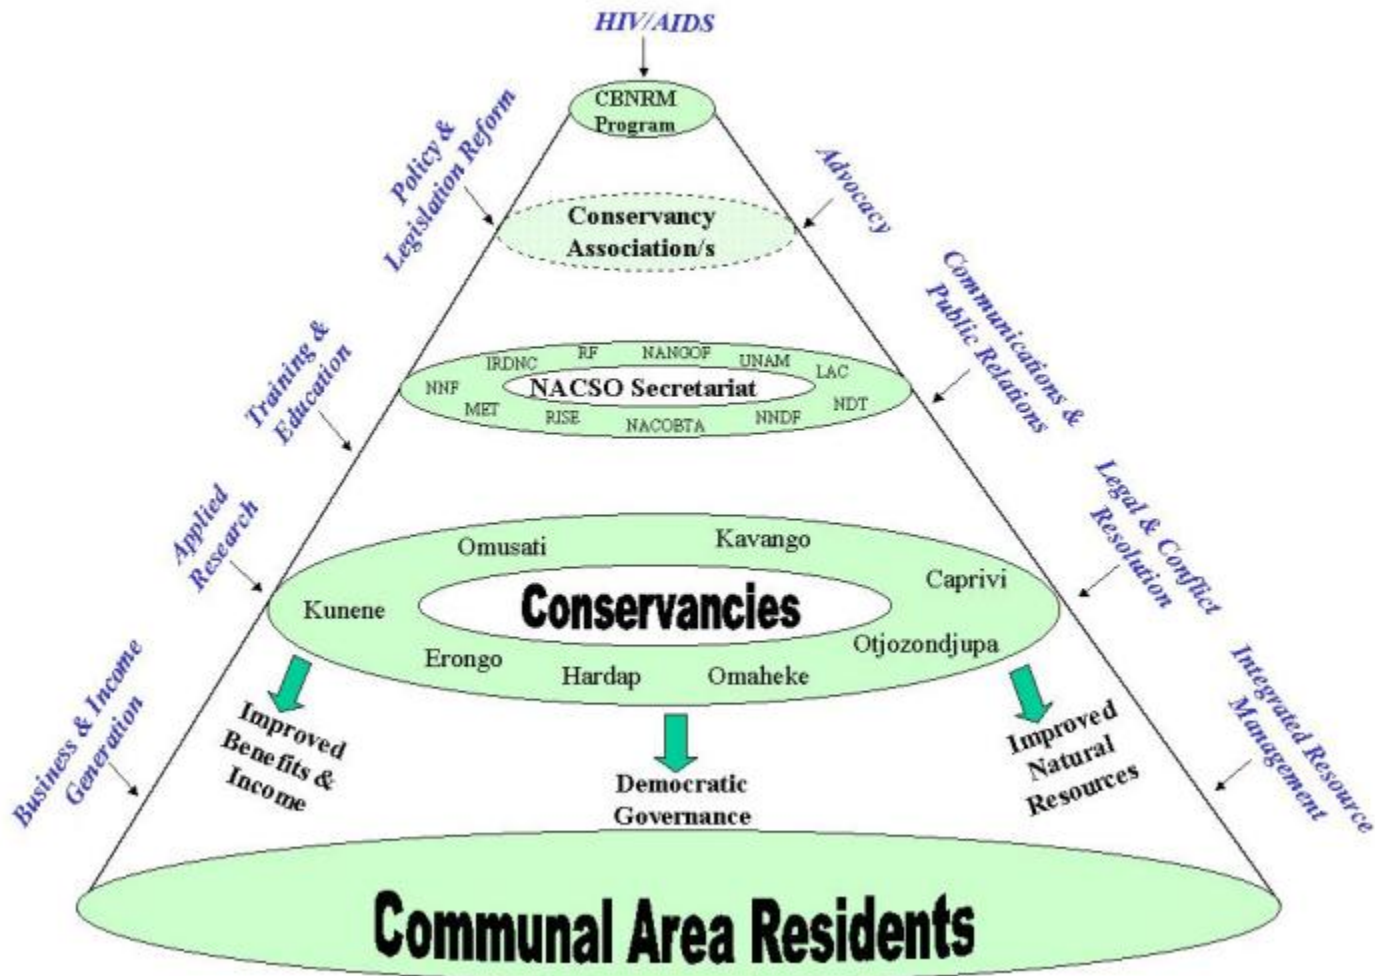 HIV/AIDS
CBNRM
Program
Policy &
Legislation Reform
Advocacy
Conservancy
Association/s
Communications &
Public Relations
Training &
Education
IRDNC
RF
NANGOF
UNAM
LAC
NNF
NACSO Secretariat
MET
RISE
NACOBTA
NNDF
NDT
Applied
Research
Legal & Conflict
Resolution
Omusati
Kavango
Caprivi
Kunene
Conservancies
Erongo
Hardap
Omaheke
Otjozondjupa
Business & Income
Generation
Integrated Resource
Management
Improved
Benefits &
Income
Democratic
Governance
Improved
Natural
Resources
Communal Area Residents